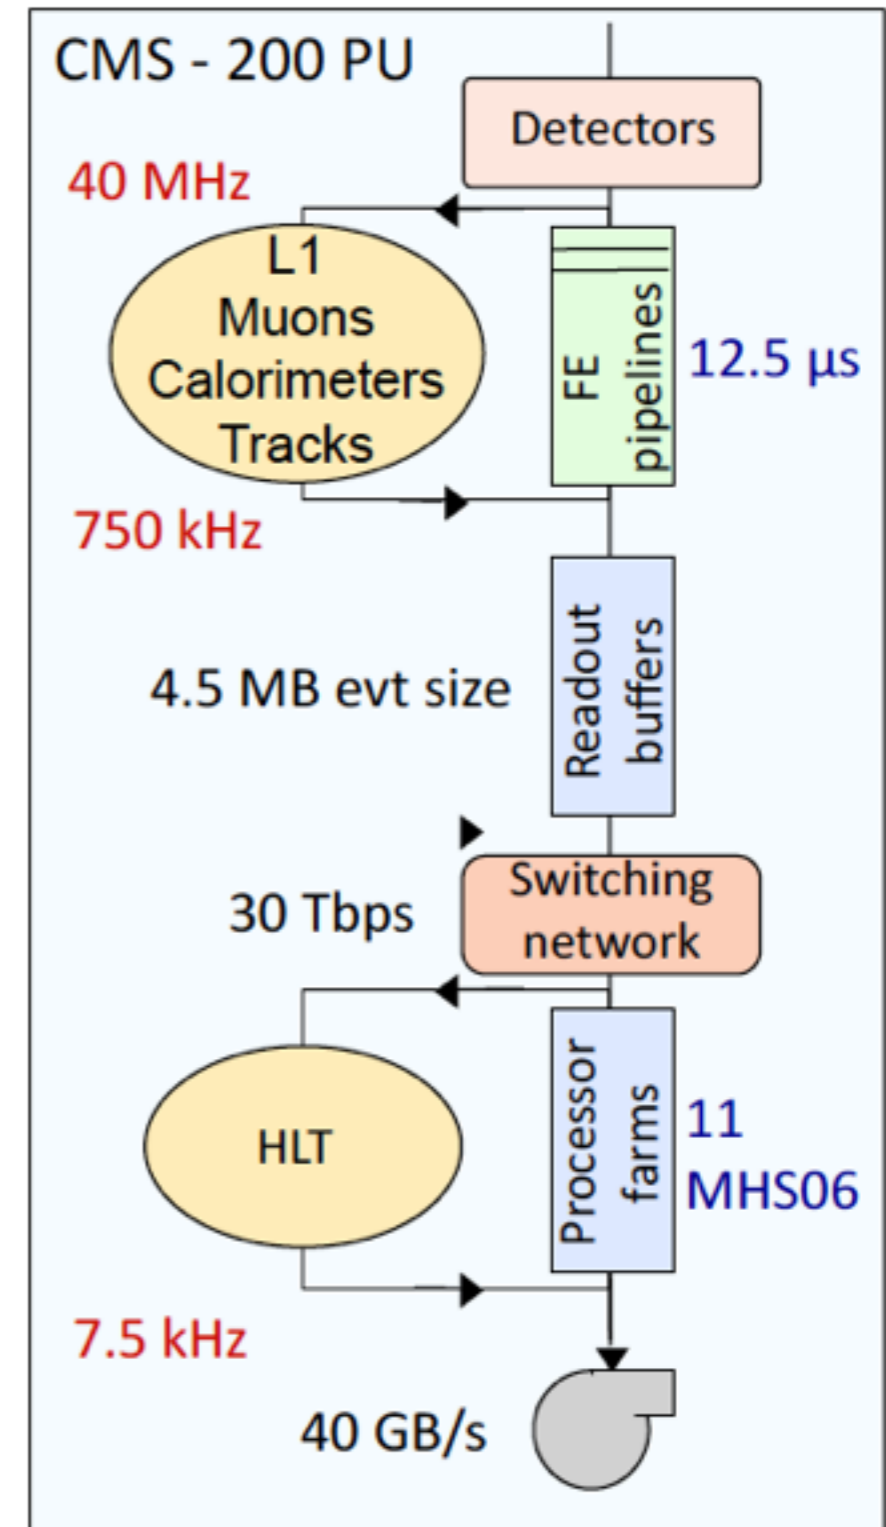 CMS - 200 PU
Detectors
40 MHz
L1
Muons
Calorimeters
Tracks
FE
pipelines
12.5 µs
750 kHz
Readout
buffers
4.5 MB evt size
Switching
network
30 Tbps
HLT
Processor
farms
11
MHS06
7.5 kHz
40 GB/s